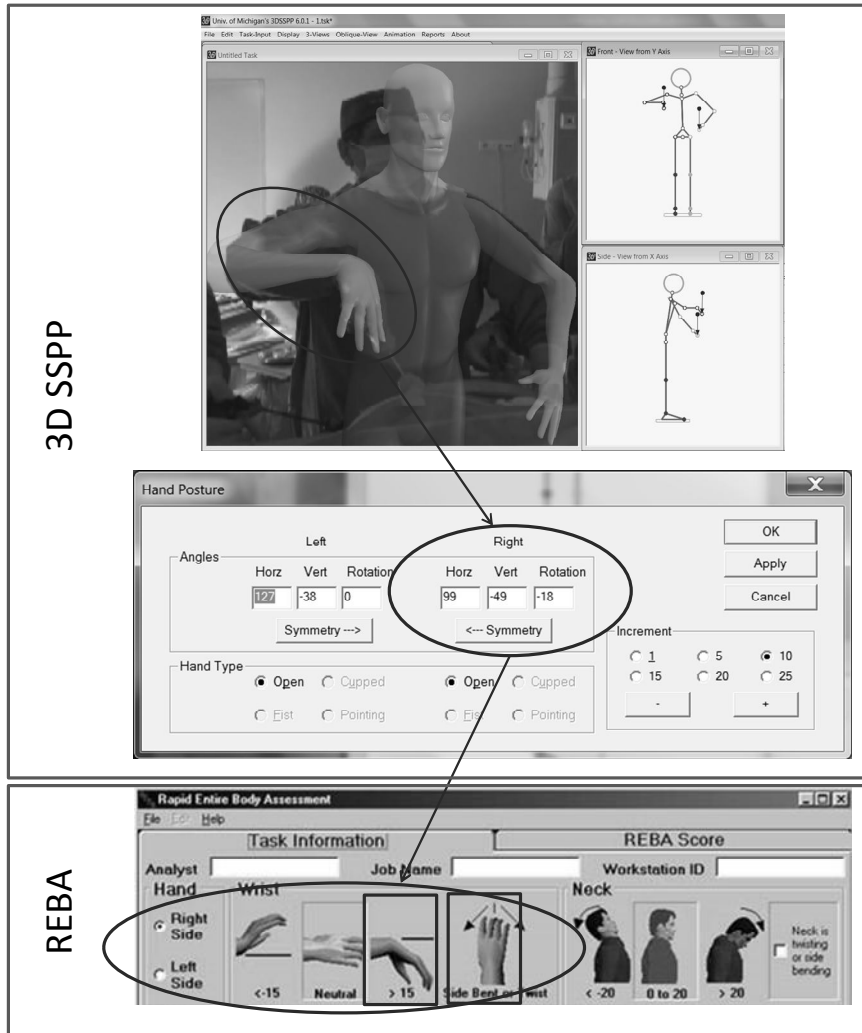 3D SSPP
Univ. of Michigan's 3DSSPP 6.0.1 - 1.tsk*
File Edit Task-Input Display 3-Views Oblique-View Animation Reports About
Untitled Task
Front - View from Y Axis
Side - View from X Axis
Hand Posture
X
Left Right
Angles
Horz Vert Rotation Horz Vert Rotation
127 -38 0 99 -49 -18
Symmetry ---> <--- Symmetry
Hand Type
Open Cupped Open Cupped
Fist Pointing Fist Pointing
OK
Apply
Cancel
Increment
1 5 10
15 20 25
- +
REBA
Rapid Entire Body Assessment
File Edit Help
Task Information REBA Score
Analyst Job Name Workstation ID
Hand Wrist Neck
Right
Side
Left
Side
<-15 Neutral > 15 Side Bent or Twist
< -20 0 to 20 > 20
Neck is
twisting
or side
bending